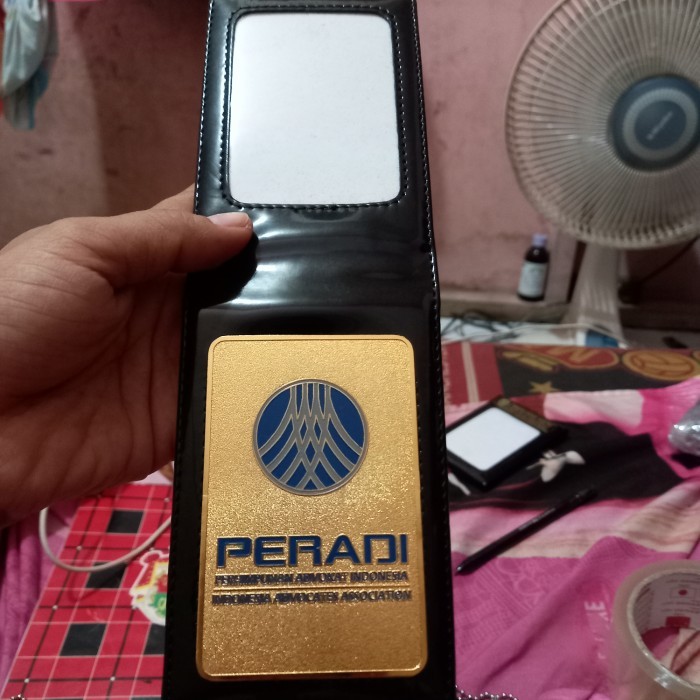 PERADI
PERHIMPUNAN ADVOKAT INDONESIA
INDONESIA ADVOCATES ASSOCIATION